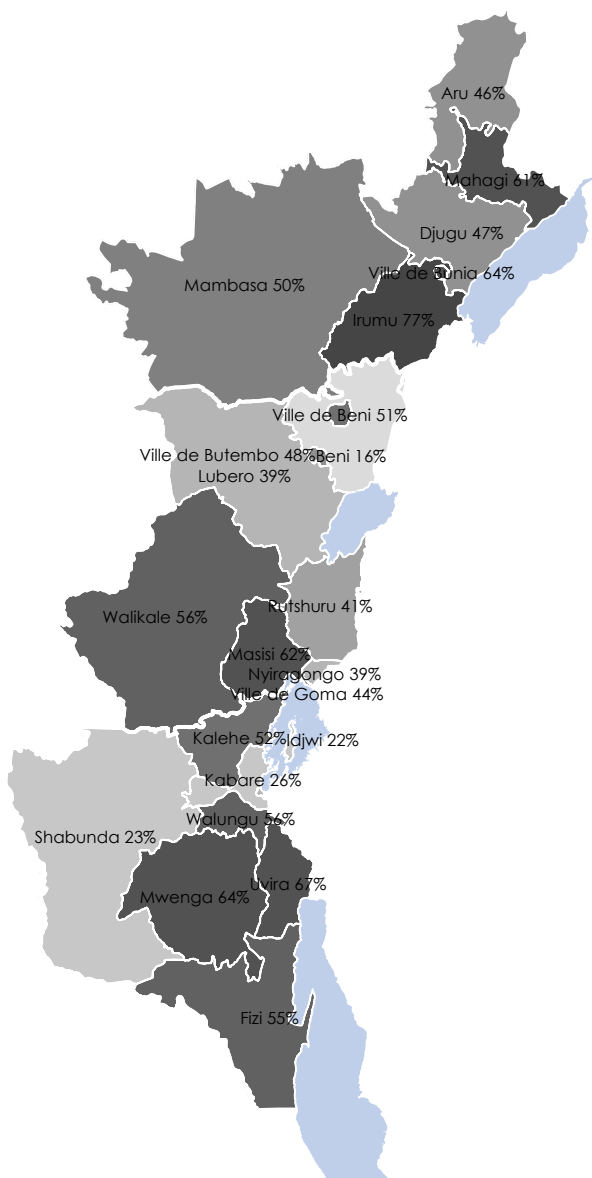 Aru 46%
Mahagi 61%
Djugu 47%
Ville de Bunia 64%
Mambasa 50%
Irumu 77%
Ville de Beni 51%
Ville de Butembo 48%
Beni 16%
Lubero 39%
Rutshuru 41%
Walikale 56%
Masisi 62%
Nyiragongo 39%
Ville de Goma 44%
Kalehe 52%
Idjwi 22%
Kabare 26%
Walungu 56%
Shabunda 23%
Uvira 67%
Mwenga 64%
Fizi 55%